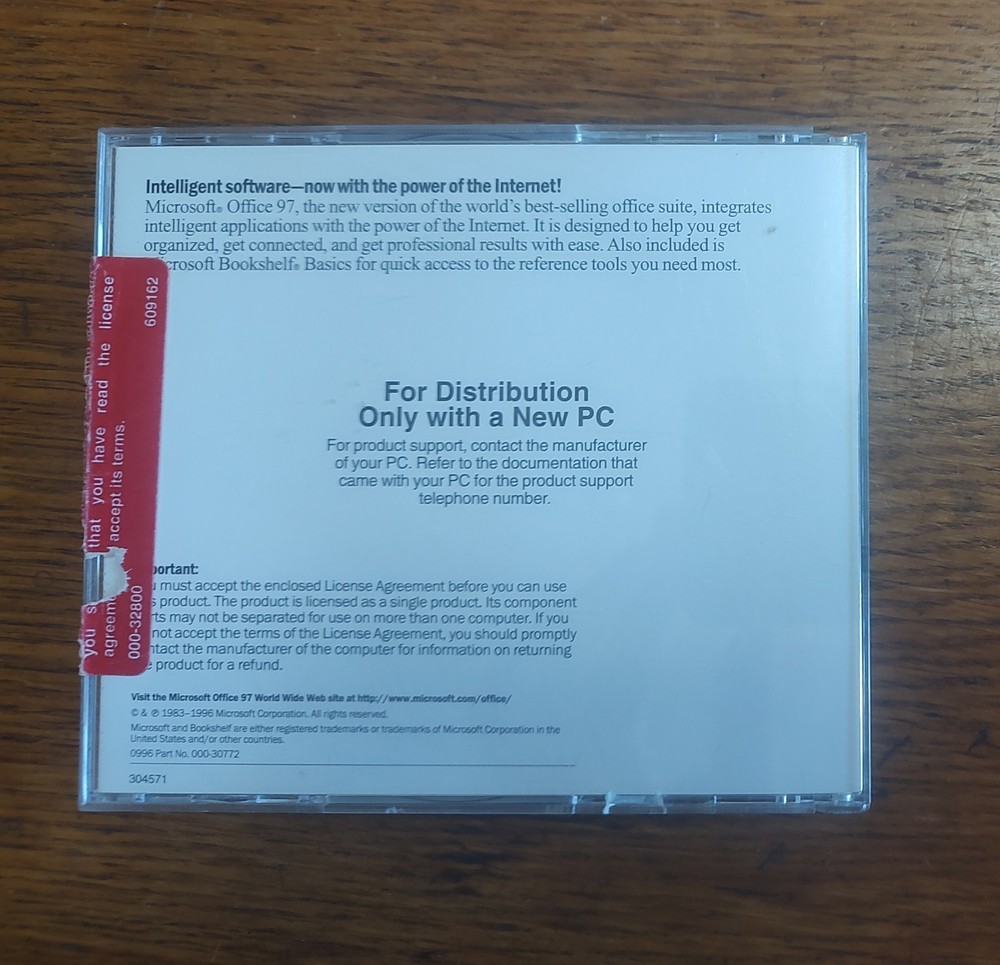 Intelligent software—now with the power of the Internet!
Microsoft® Office 97, the new version of the world's best-selling office suite, integrates
intelligent applications with the power of the Internet. It is designed to help you get
organized, get connected, and get professional results with ease. Also included is
crosoft Bookshelf® Basics for quick access to the reference tools you need most.
that you have read the license
agreem accept its terms.
000-32800 609162
For Distribution
Only with a New PC
For product support, contact the manufacturer
of your PC. Refer to the documentation that
came with your PC for the product support
telephone number.
portant:
must accept the enclosed License Agreement before you can use
s product. The product is licensed as a single product. Its component
rts may not be separated for use on more than one computer. If you
not accept the terms of the License Agreement, you should promptly
ntact the manufacturer of the computer for information on returning
e product for a refund.
Visit the Microsoft Office 97 World Wide Web site at http://www.microsoft.com/office/
© & ℗ 1983–1996 Microsoft Corporation. All rights reserved.
Microsoft and Bookshelf are either registered trademarks or trademarks of Microsoft Corporation in the
United States and/or other countries.
0996 Part No. 000-30772
304571